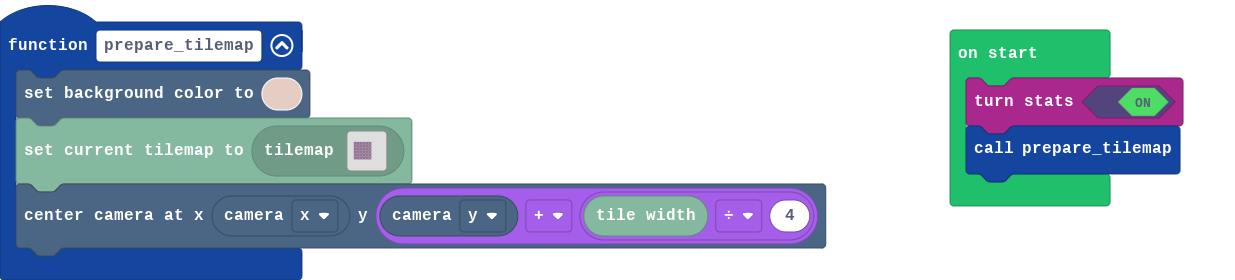 function prepare_tilemap
set background color to
set current tilemap to tilemap
center camera at x camera x y camera y + tile width ÷ 4
on start
turn stats ON
call prepare_tilemap